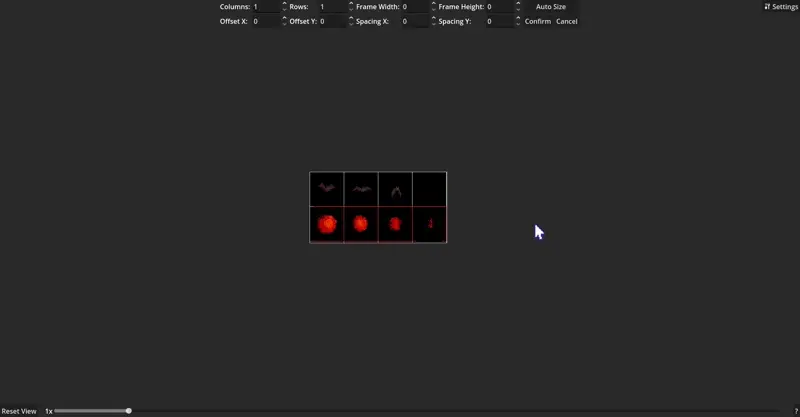 Columns: 1 Rows: 1 Frame Width: 0 Frame Height: 0 Auto Size Settings
Offset X: 0 Offset Y: 0 Spacing X: 0 Spacing Y: 0 Confirm Cancel
Reset View 1x ?